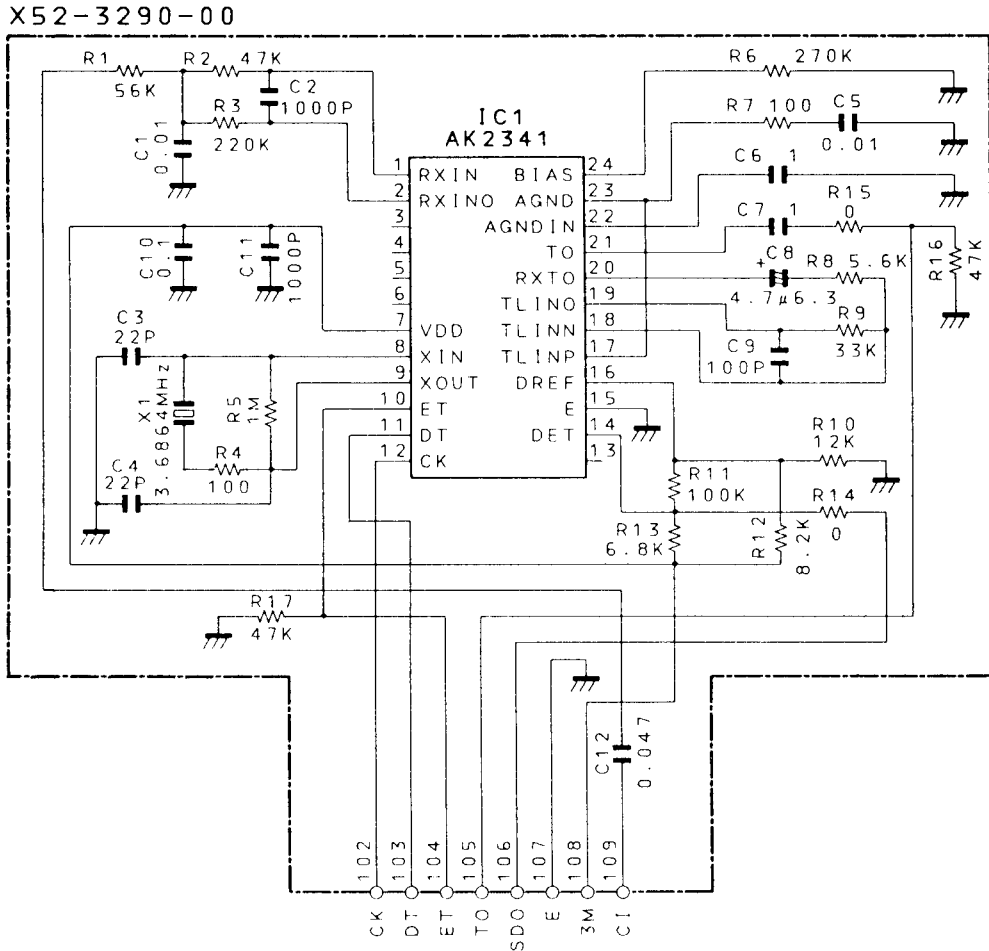 X52-3290-00
R1
56K
R2 47K
C2
1000P
R3
220K
C1
0.01
IC1
AK2341
R6 270K
R7 100
C5
0.01
C6 1
C7 1
R15
0
R16
47K
C8
+
4.7μ6.3
R8 5.6K
R9
33K
C9
100P
C10
0.1
C11
1000P
C3
22P
C4
22P
X1
3.6864MHz
R5
1M
R4
100
1 RXIN
2 RXINO
3
4
5
6
7 VDD
8 XIN
9 XOUT
10 ET
11 DT
12 CK
BIAS 24
AGND 23
AGNDIN 22
TO 21
RXTO 20
TLINO 19
TLINN 18
TLINP 17
DREF 16
E 15
DET 14
13
R10
12K
R11
100K
R14
0
R13
6.8K
R12
8.2K
R17
47K
C12
0.047
102
103
104
105
106
107
108
109
CK
DT
ET
TO
SDO
E
3M
CI